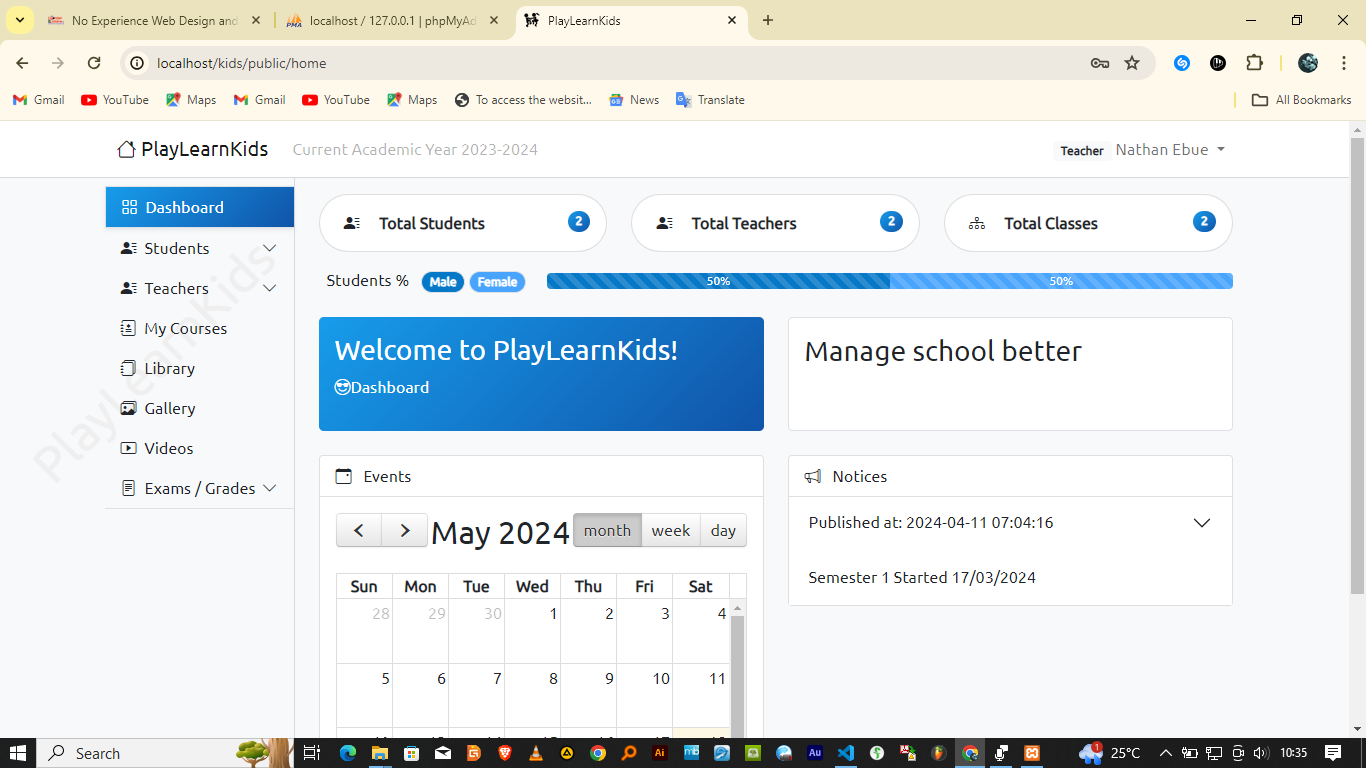 No Experience Web Design and
localhost / 127.0.0.1 | phpMyAd
PlayLearnKids
localhost/kids/public/home
Gmail YouTube Maps Gmail YouTube Maps To access the websit... News Translate All Bookmarks
PlayLearnKids Current Academic Year 2023-2024 Teacher Nathan Ebue
Dashboard
Students
Teachers
My Courses
Library
Gallery
Videos
Exams / Grades
PlayLearnKids
Total Students 2
Total Teachers 2
Total Classes 2
Students % Male Female 50% 50%
Welcome to PlayLearnKids!
Dashboard
Manage school better
Events
May 2024 month week day
Sun Mon Tue Wed Thu Fri Sat
28 29 30 1 2 3 4
5 6 7 8 9 10 11
Notices
Published at: 2024-04-11 07:04:16
Semester 1 Started 17/03/2024
Search
1 25°C 10:35